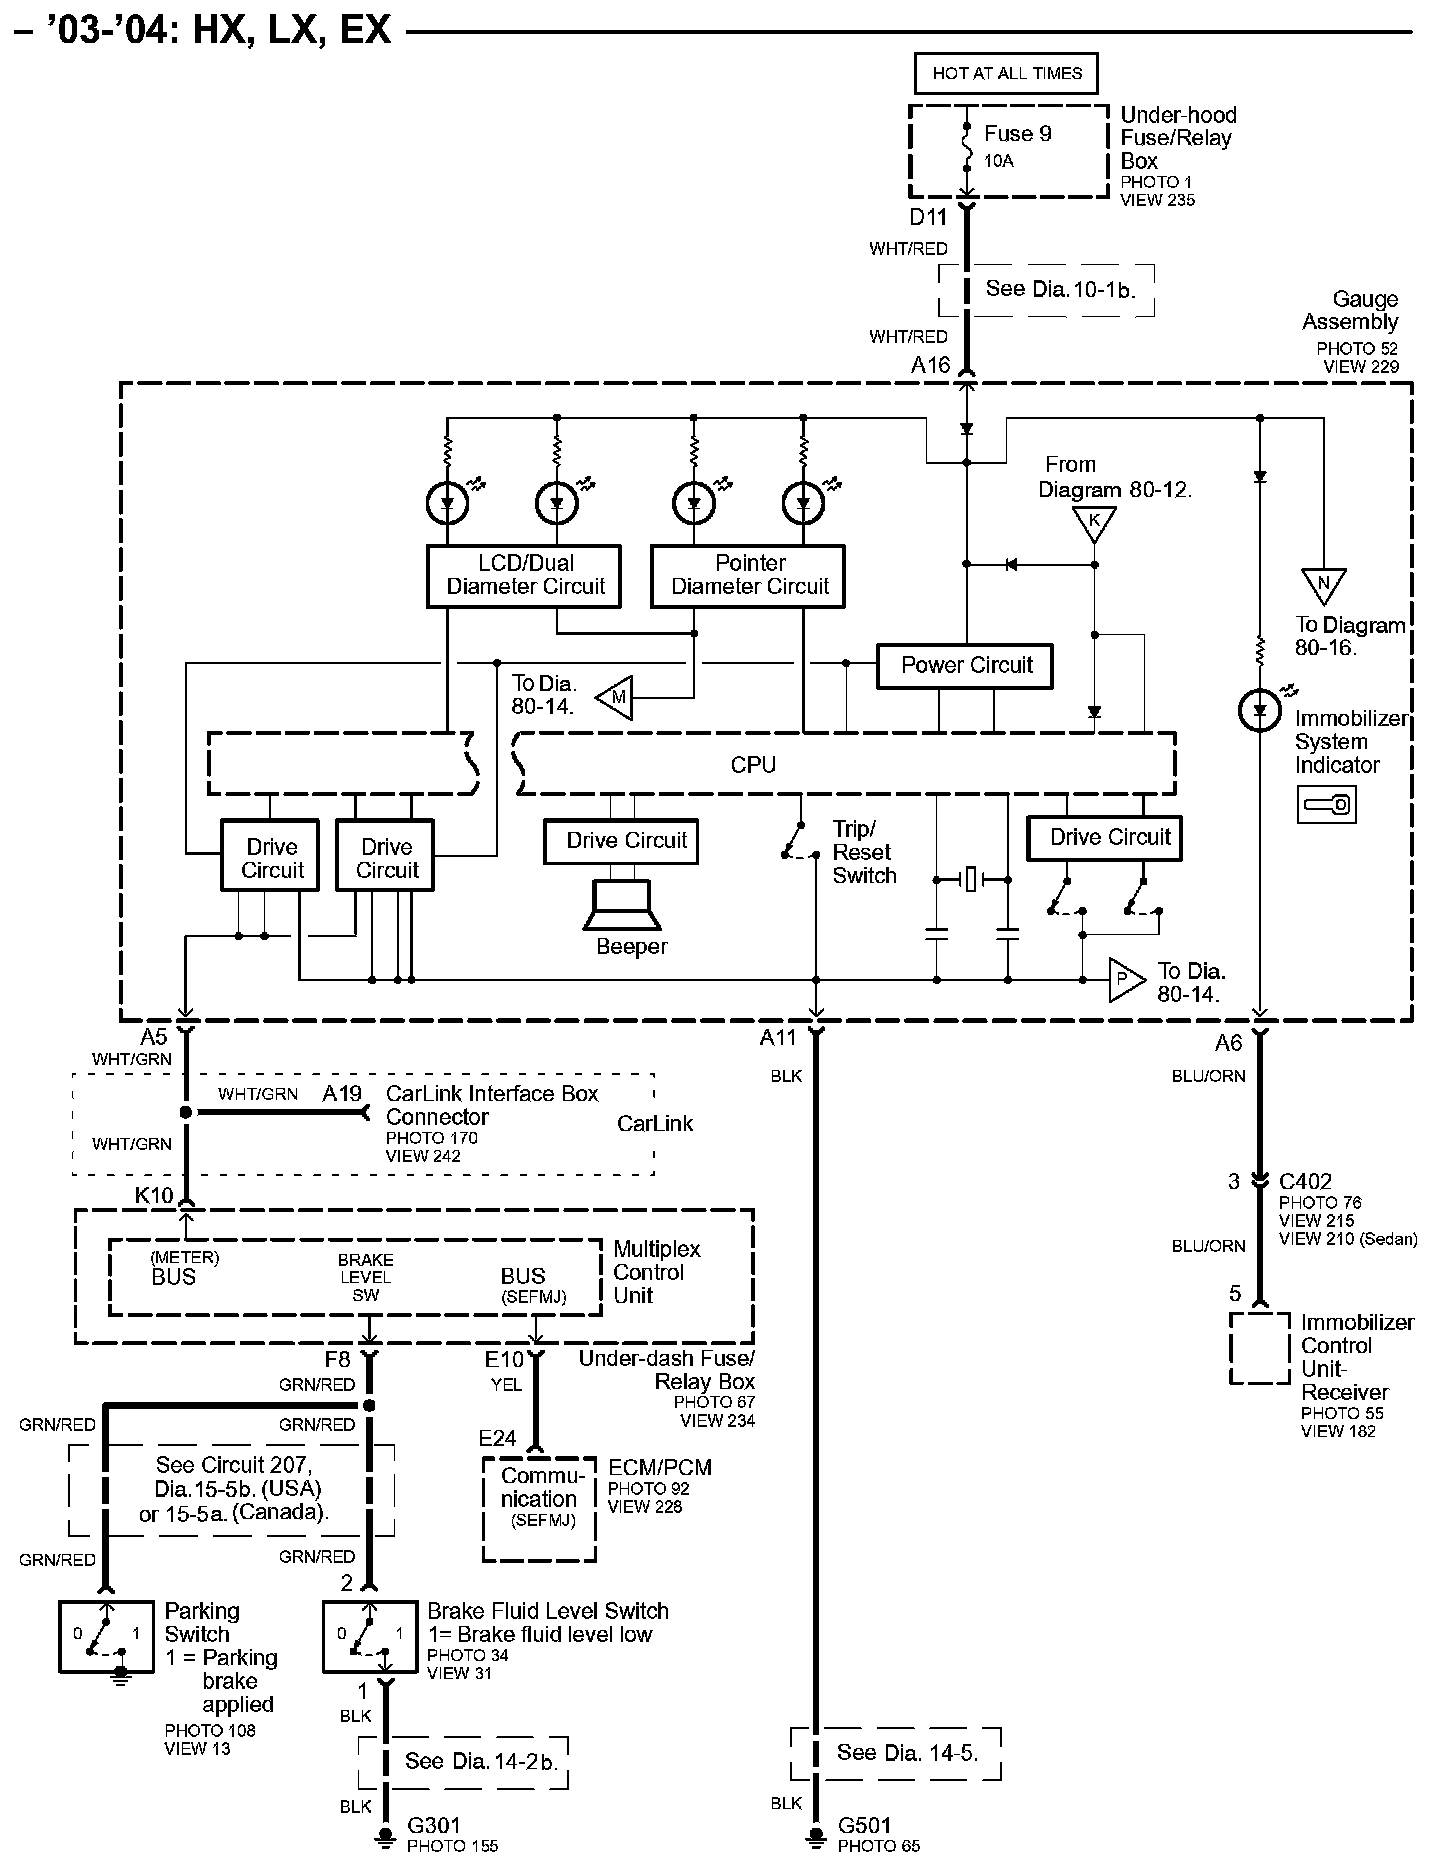 – ’03-’04: HX, LX, EX
HOT AT ALL TIMES
Fuse 9
10A
Under-hood
Fuse/Relay
Box
PHOTO 1
VIEW 235
D11
WHT/RED
See Dia. 10-1b.
WHT/RED
A16
Gauge
Assembly
PHOTO 52
VIEW 229
From
Diagram 80-12.
K
LCD/Dual
Diameter Circuit
Pointer
Diameter Circuit
N
To Diagram
80-16.
Power Circuit
To Dia.
80-14.
M
Immobilizer
System
Indicator
CPU
Drive
Circuit
Drive
Circuit
Drive Circuit
Beeper
Trip/
Reset
Switch
Drive Circuit
P
To Dia.
80-14.
A5
A11
A6
WHT/GRN
BLK
BLU/ORN
WHT/GRN
A19
CarLink Interface Box
Connector
PHOTO 170
VIEW 242
CarLink
WHT/GRN
K10
3
C402
PHOTO 76
VIEW 215
VIEW 210 (Sedan)
BLU/ORN
5
(METER)
BUS
BRAKE
LEVEL
SW
BUS
(SEFMJ)
Multiplex
Control
Unit
Immobilizer
Control
Unit-
Receiver
PHOTO 55
VIEW 182
F8
E10
Under-dash Fuse/
Relay Box
PHOTO 67
VIEW 234
GRN/RED
YEL
GRN/RED
GRN/RED
E24
See Circuit 207,
Dia. 15-5b. (USA)
or 15-5a. (Canada).
Commu-
nication
(SEFMJ)
ECM/PCM
PHOTO 92
VIEW 228
GRN/RED
GRN/RED
2
0
1
Parking
Switch
1 = Parking
brake
applied
PHOTO 108
VIEW 13
0
1
Brake Fluid Level Switch
1= Brake fluid level low
PHOTO 34
VIEW 31
1
BLK
See Dia. 14-2b.
See Dia. 14-5.
BLK
BLK
G301
PHOTO 155
G501
PHOTO 65